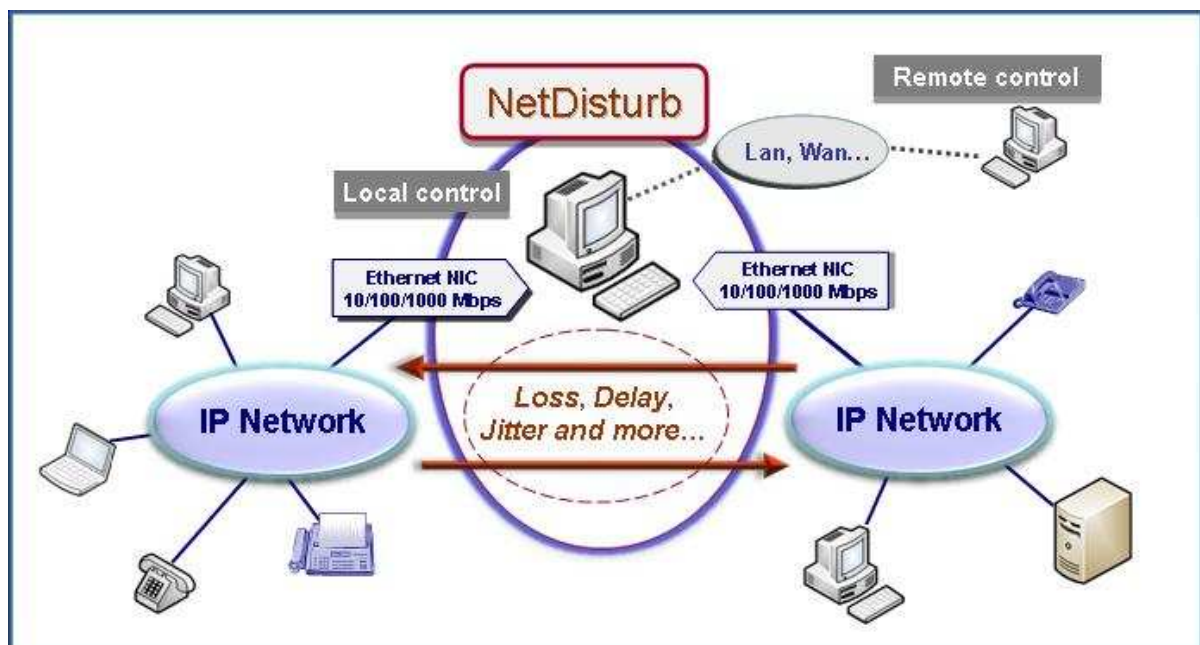 Remote control
NetDisturb
Lan, Wan...
Local control
Ethernet NIC
10/100/1000 Mbps
Ethernet NIC
10/100/1000 Mbps
IP Network
Loss, Delay,
Jitter and more...
IP Network